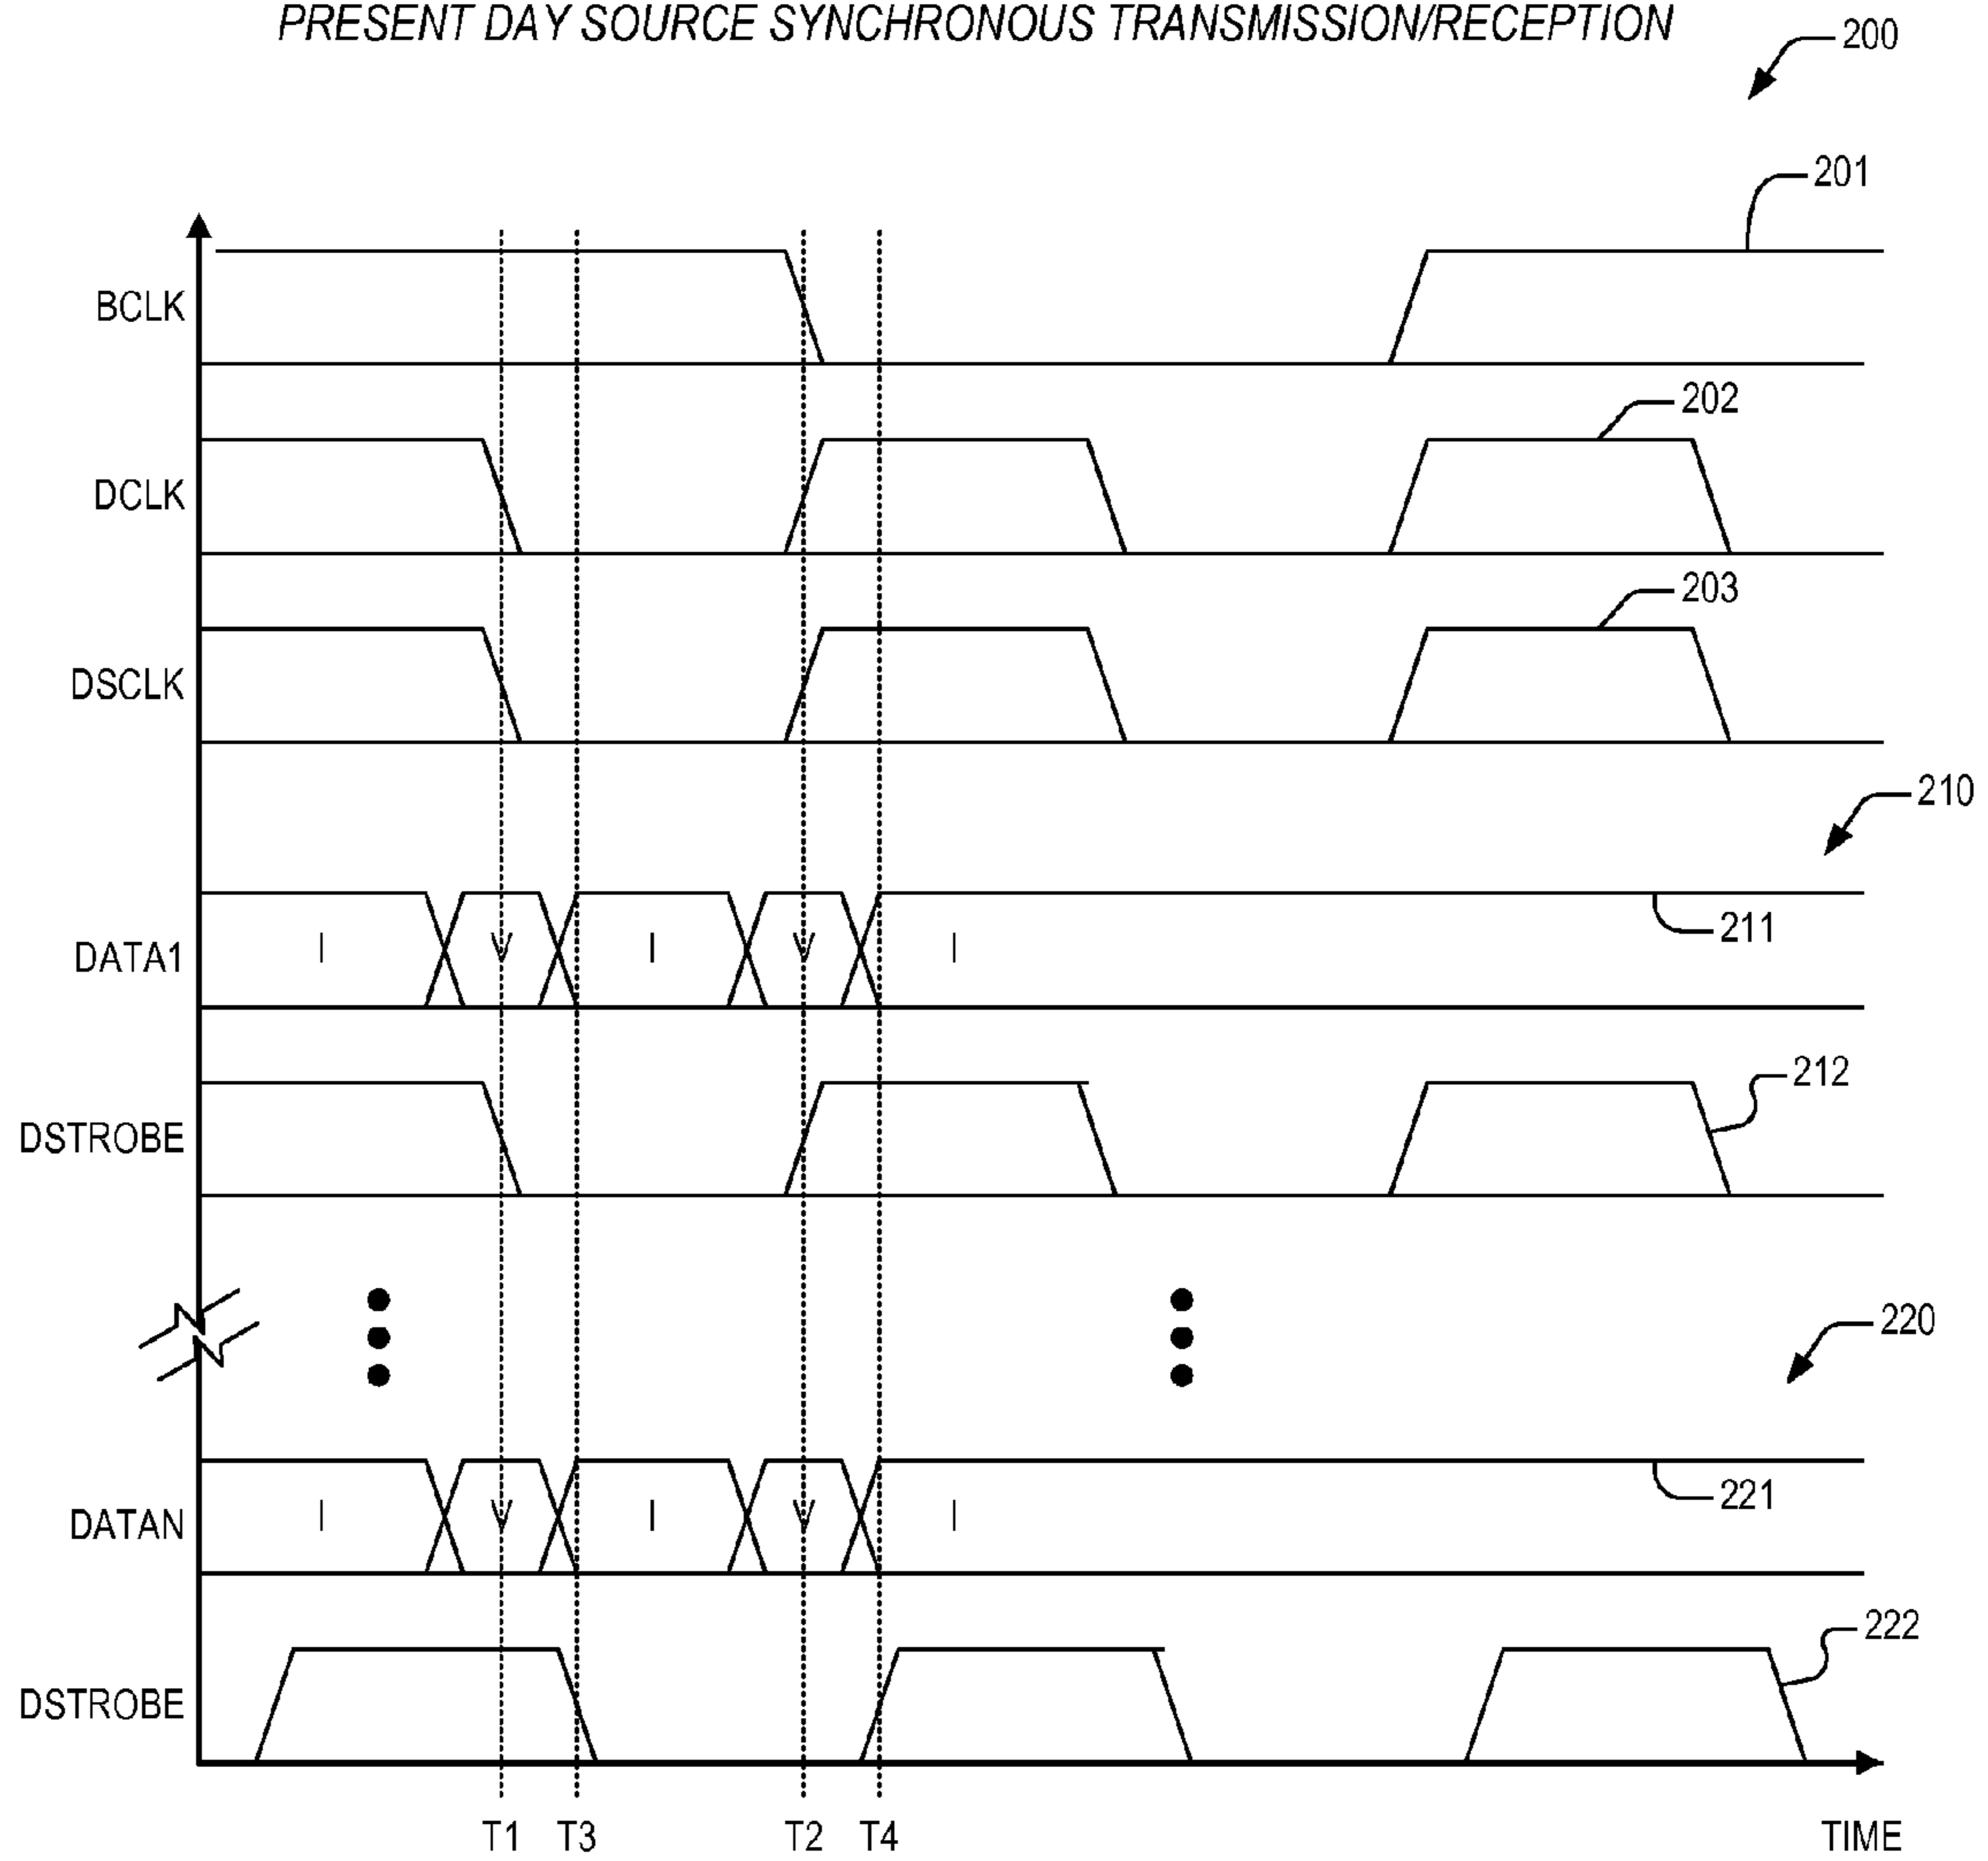 PRESENT DAY SOURCE SYNCHRONOUS TRANSMISSION/RECEPTION
200
201
BCLK
202
DCLK
203
DSCLK
210
DATA1 I V I V I
211
DSTROBE
212
220
DATAN I V I V I
221
DSTROBE
222
T1 T3 T2 T4 TIME